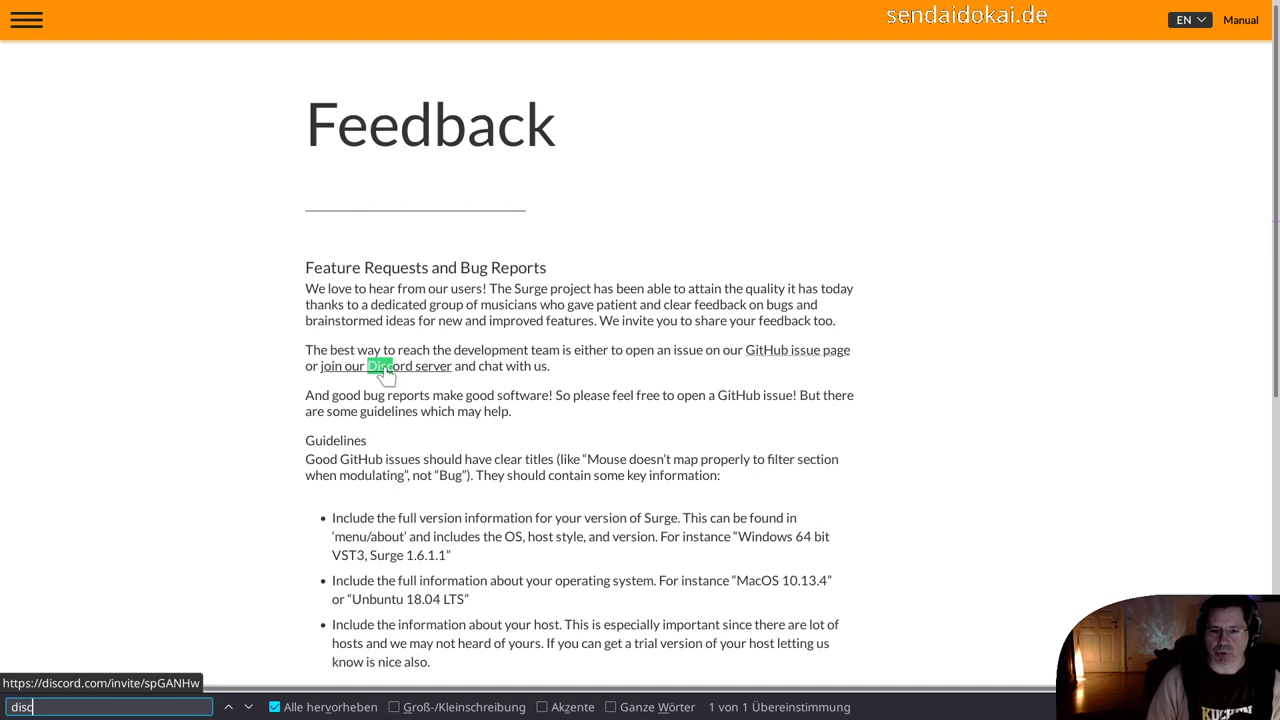 sendaidokai.de
EN
Manual
Feedback
Feature Requests and Bug Reports
We love to hear from our users! The Surge project has been able to attain the quality it has today
thanks to a dedicated group of musicians who gave patient and clear feedback on bugs and
brainstormed ideas for new and improved features. We invite you to share your feedback too.
The best way to reach the development team is either to open an issue on our GitHub issue page
or join our Discord server and chat with us.
And good bug reports make good software! So please feel free to open a GitHub issue! But there
are some guidelines which may help.
Guidelines
Good GitHub issues should have clear titles (like “Mouse doesn’t map properly to filter section
when modulating”, not “Bug”). They should contain some key information:
• Include the full version information for your version of Surge. This can be found in
‘menu/about’ and includes the OS, host style, and version. For instance “Windows 64 bit
VST3, Surge 1.6.1.1”
• Include the full information about your operating system. For instance “MacOS 10.13.4”
or “Unbuntu 18.04 LTS”
• Include the information about your host. This is especially important since there are lot of
hosts and we may not heard of yours. If you can get a trial version of your host letting us
know is nice also.
https://discord.com/invite/spGANHw
disc
Alle hervorheben
Groß-/Kleinschreibung
Akzente
Ganze Wörter
1 von 1 Übereinstimmung